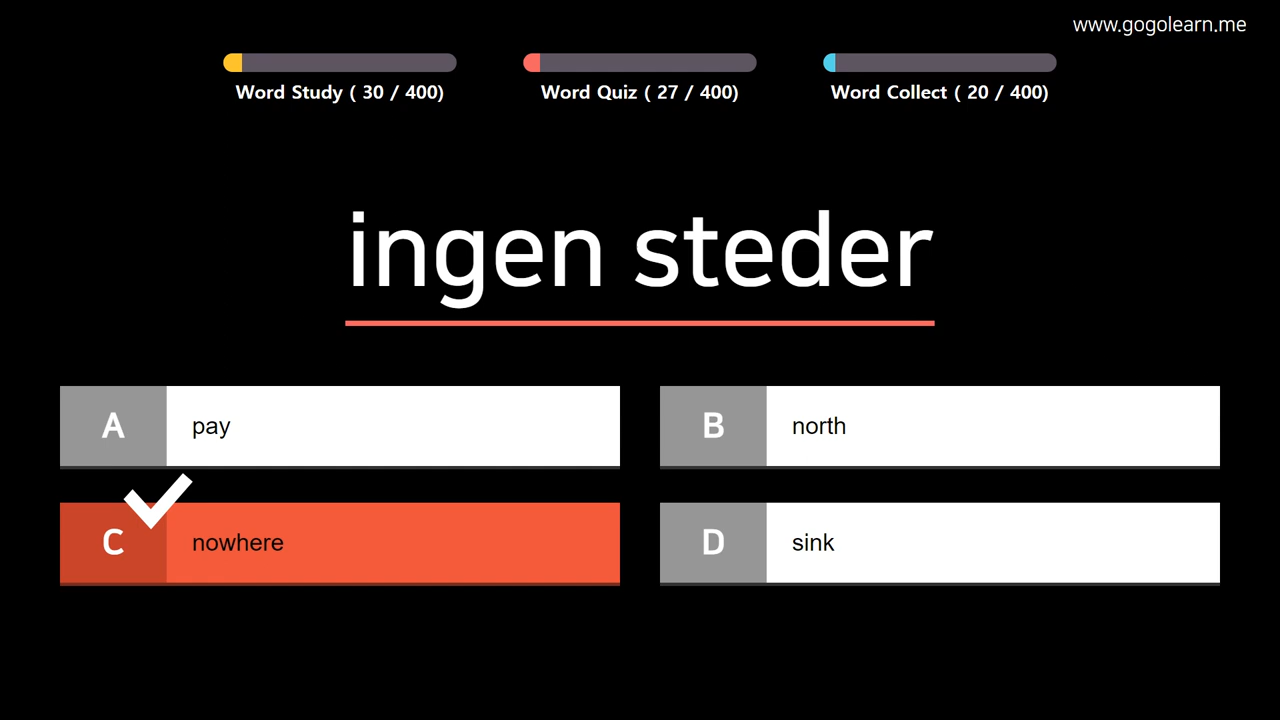 www.gogolearn.me
Word Study ( 30 / 400)
Word Quiz ( 27 / 400)
Word Collect ( 20 / 400)
ingen steder
A pay
B north
C nowhere
D sink